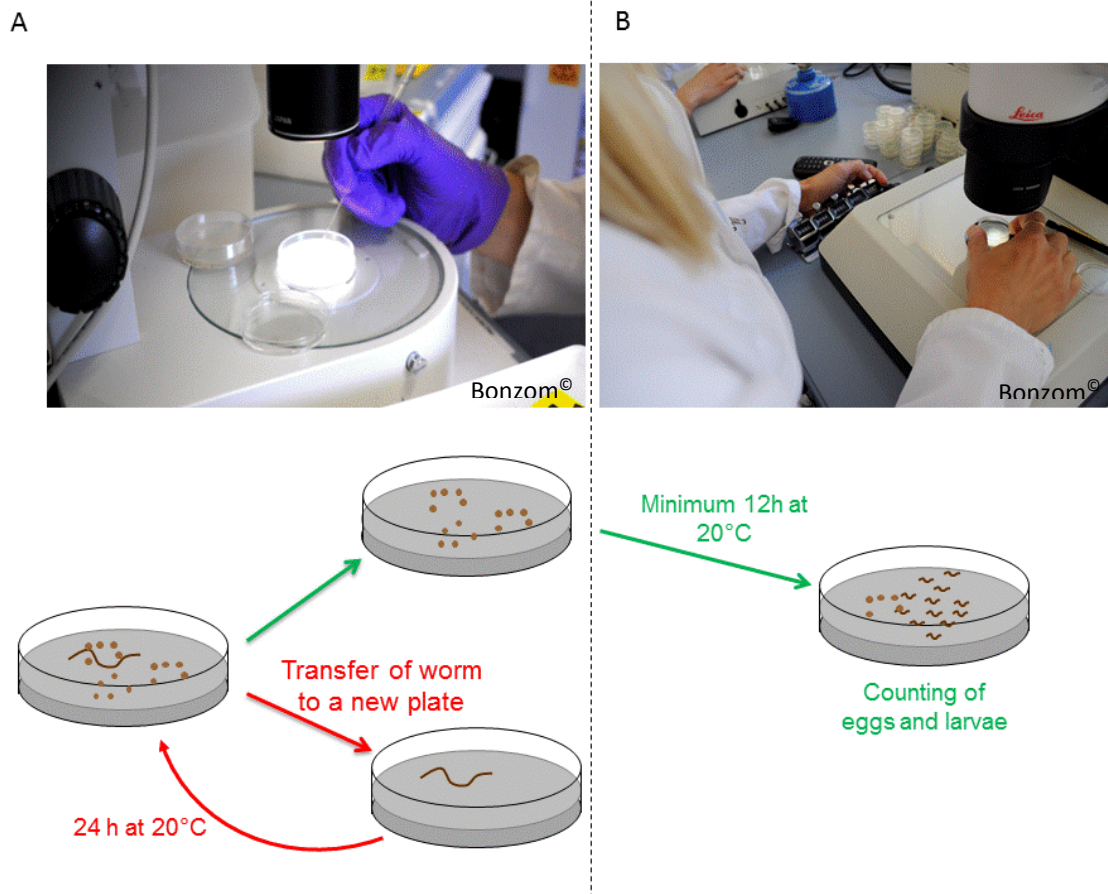 A
B
JAPAN
Leica
Bonzom©
Bonzom©
Minimum 12h at
20°C
Transfer of worm
to a new plate
Counting of
eggs and larvae
24 h at 20°C